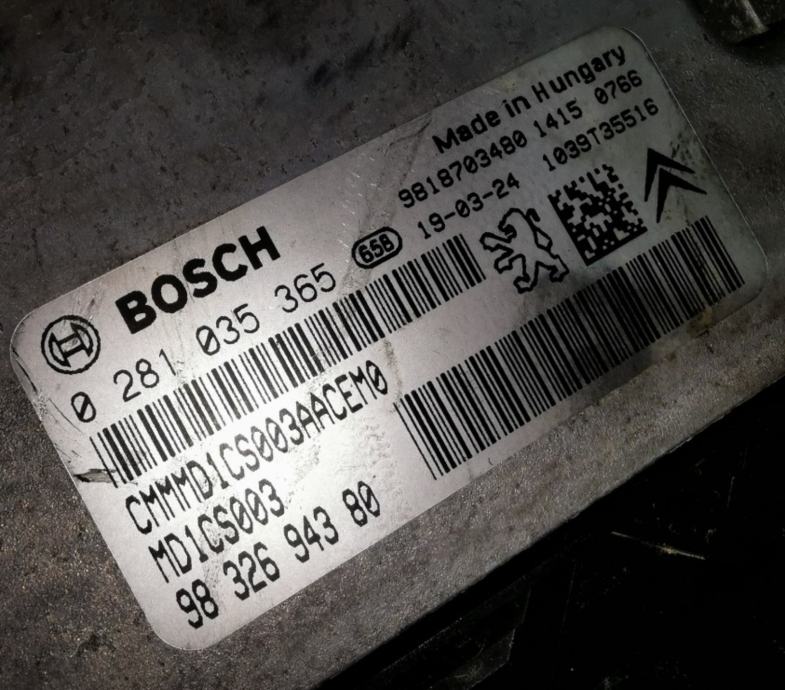 Made in Hungary
9818703480 1415 0766
19-03-24 1039T35516
BOSCH
658
0 281 035 365
CMMMD1CS003AACEM0
MD1CS003
98 326 943 80